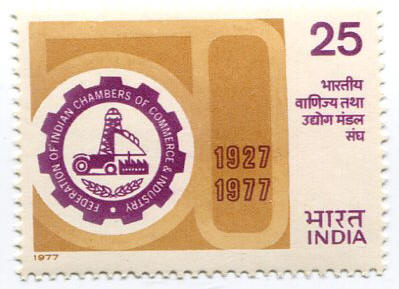 25
भारतीय
वाणिज्य तथा
उद्योग मंडल
संघ
FEDERATION OF INDIAN CHAMBERS OF COMMERCE & INDUSTRY
1927
1977
भारत
INDIA
1977